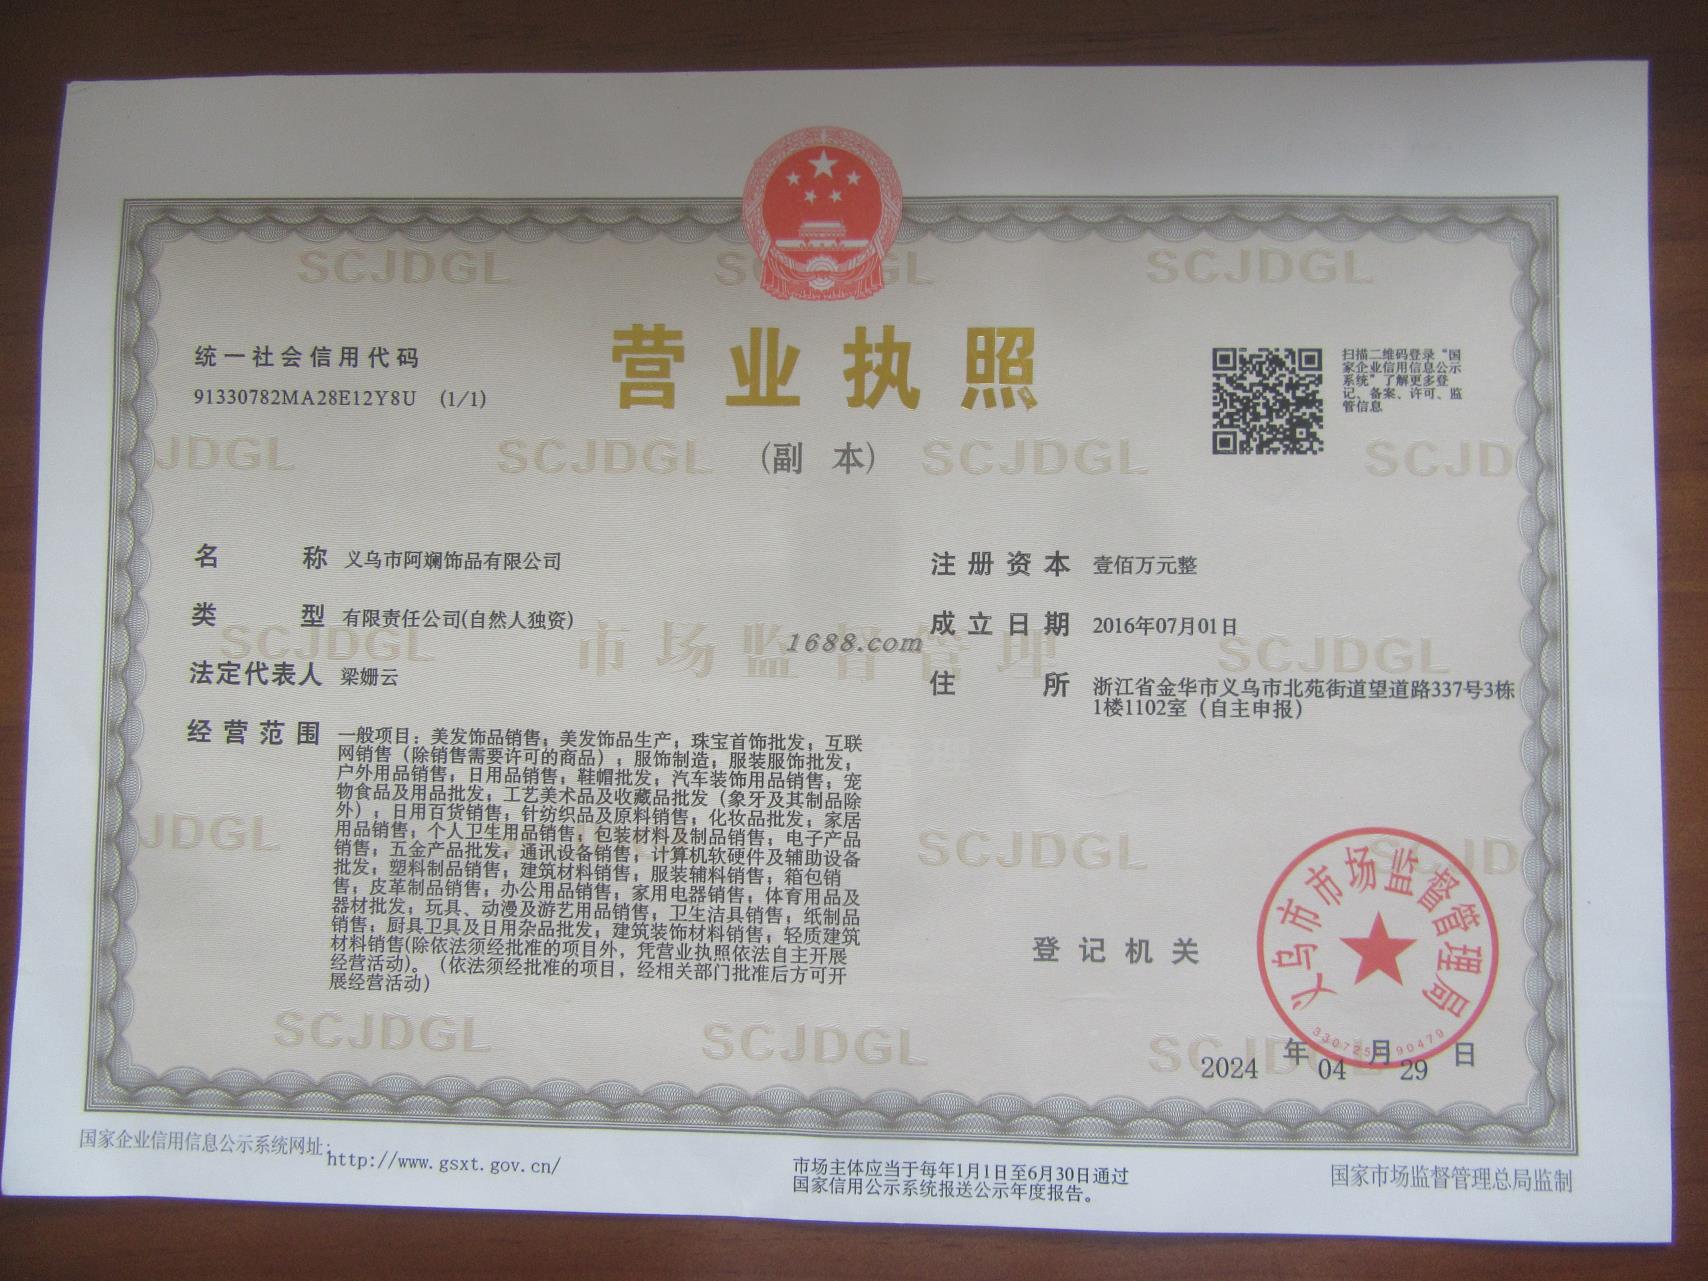 统一社会信用代码
91330782MA28E12Y8U (1/1)
营业执照
(副 本)
扫描二维码登录“国
家企业信用信息公示
系统”了解更多登
记、备案、许可、监
管信息
名 称 义乌市阿斓饰品有限公司
类 型 有限责任公司(自然人独资)
法定代表人 梁姗云
经营范围 一般项目：美发饰品销售；美发饰品生产；珠宝首饰批发；互联
网销售（除销售需要许可的商品）；服饰制造；服装服饰批发；
户外用品销售；日用品销售；鞋帽批发；汽车装饰用品销售；宠
物食品及用品批发；工艺美术品及收藏品批发（象牙及其制品除
外）；日用百货销售；针纺织品及原料销售；化妆品批发；家居
用品销售；个人卫生用品销售；包装材料及制品销售；电子产品
销售；五金产品批发；通讯设备销售；计算机软硬件及辅助设备
批发；塑料制品销售；建筑材料销售；服装辅料销售；箱包销
售；皮革制品销售；办公用品销售；家用电器销售；体育用品及
器材批发；玩具、动漫及游艺用品销售；卫生洁具销售；纸制品
销售；厨具卫具及日用杂品批发；建筑装饰材料销售；轻质建筑
材料销售(除依法须经批准的项目外，凭营业执照依法自主开展
经营活动)。（依法须经批准的项目，经相关部门批准后方可开
展经营活动）
注册资本 壹佰万元整
成立日期 2016年07月01日
住 所 浙江省金华市义乌市北苑街道望道路337号3栋
1楼1102室（自主申报）
1688.com
市场监督管理
SCJDGL
登记机关
义乌市市场监督管理局
2024 年 04 月 29 日
国家企业信用信息公示系统网址：
http://www.gsxt.gov.cn/
市场主体应当于每年1月1日至6月30日通过
国家信用公示系统报送公示年度报告。
国家市场监督管理总局监制